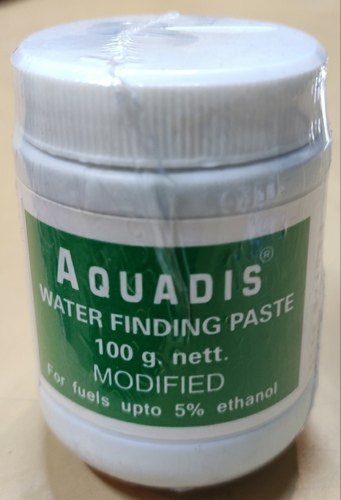 AQUADIS®
WATER FINDING PASTE
100 g. nett.
MODIFIED
For fuels upto 5% ethanol